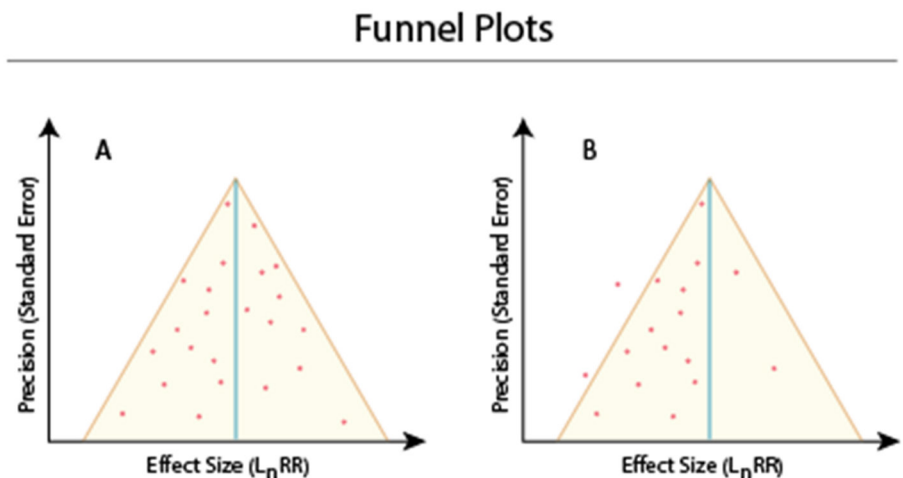 Funnel Plots
A
Precision (Standard Error)
Effect Size (LnRR)
B
Precision (Standard Error)
Effect Size (LnRR)